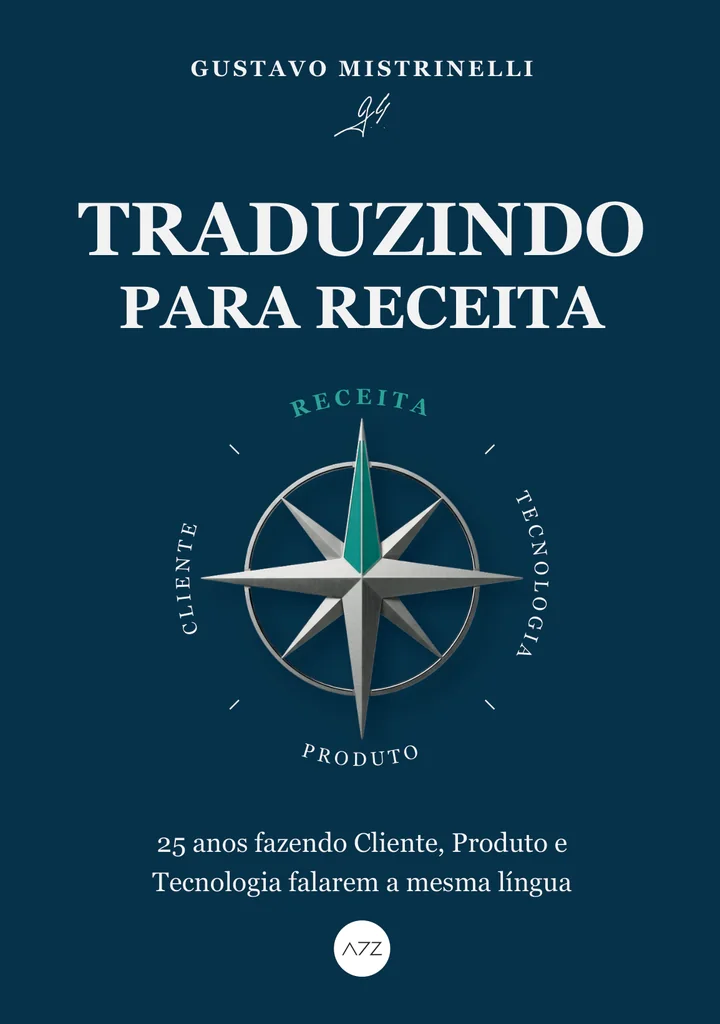 GUSTAVO MISTRINELLI
TRADUZINDO
PARA RECEITA
RECEITA
CLIENTE
TECNOLOGIA
PRODUTO
25 anos fazendo Cliente, Produto e
Tecnologia falarem a mesma língua
A7Z